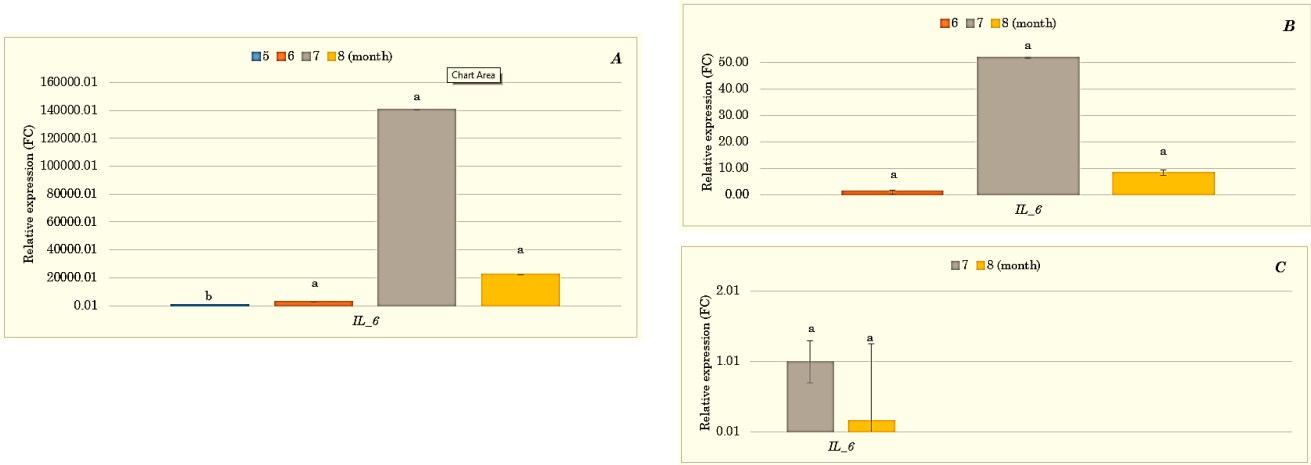 5 6 7 8 (month)
A
Chart Area
Relative expression (FC)
160000.01
140000.01
120000.01
100000.01
80000.01
60000.01
40000.01
20000.01
0.01
a
a
a
b
IL_6
6 7 8 (month)
B
Relative expression (FC)
50.00
40.00
30.00
20.00
10.00
0.00
a
a
a
IL_6
7 8 (month)
C
Relative expression (FC)
2.01
1.01
0.01
a
a
IL_6